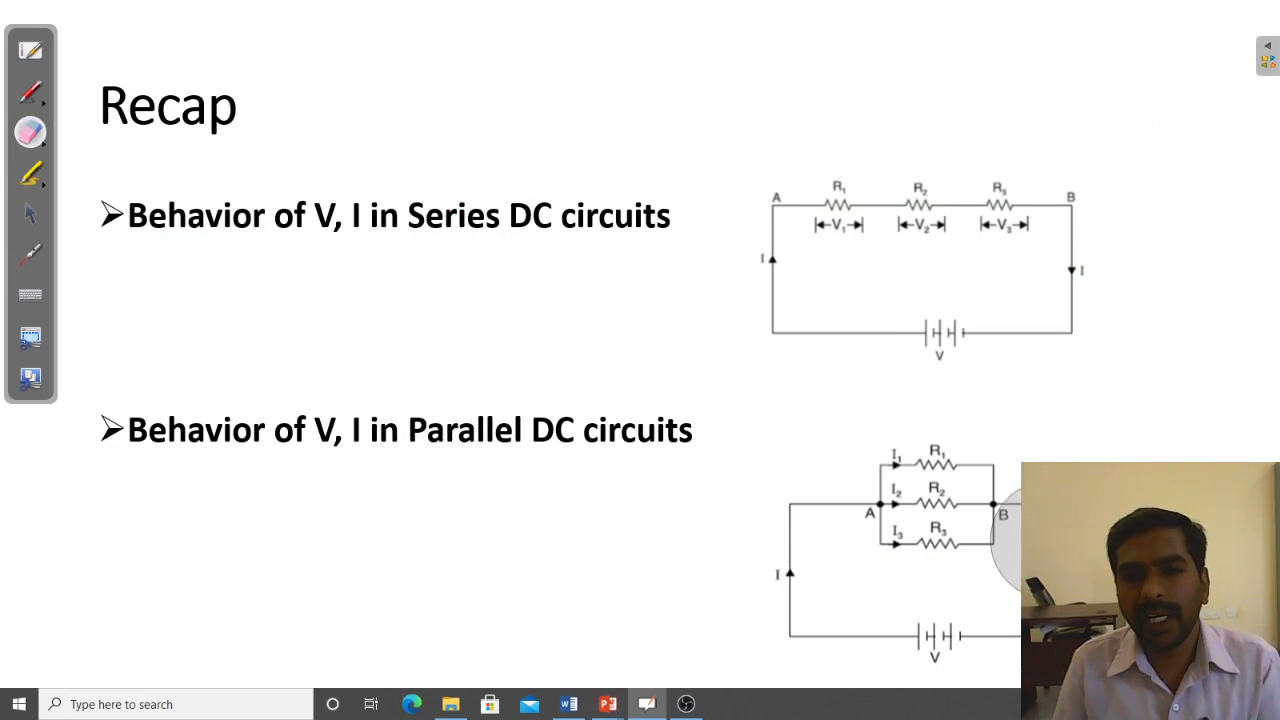 Recap
➢Behavior of V, I in Series DC circuits
A R₁ R₂ R₃ B
V₁ V₂ V₃
I I
V
➢Behavior of V, I in Parallel DC circuits
I₁ R₁
I₂ R₂
A B
I₃ R₃
I
V
Type here to search